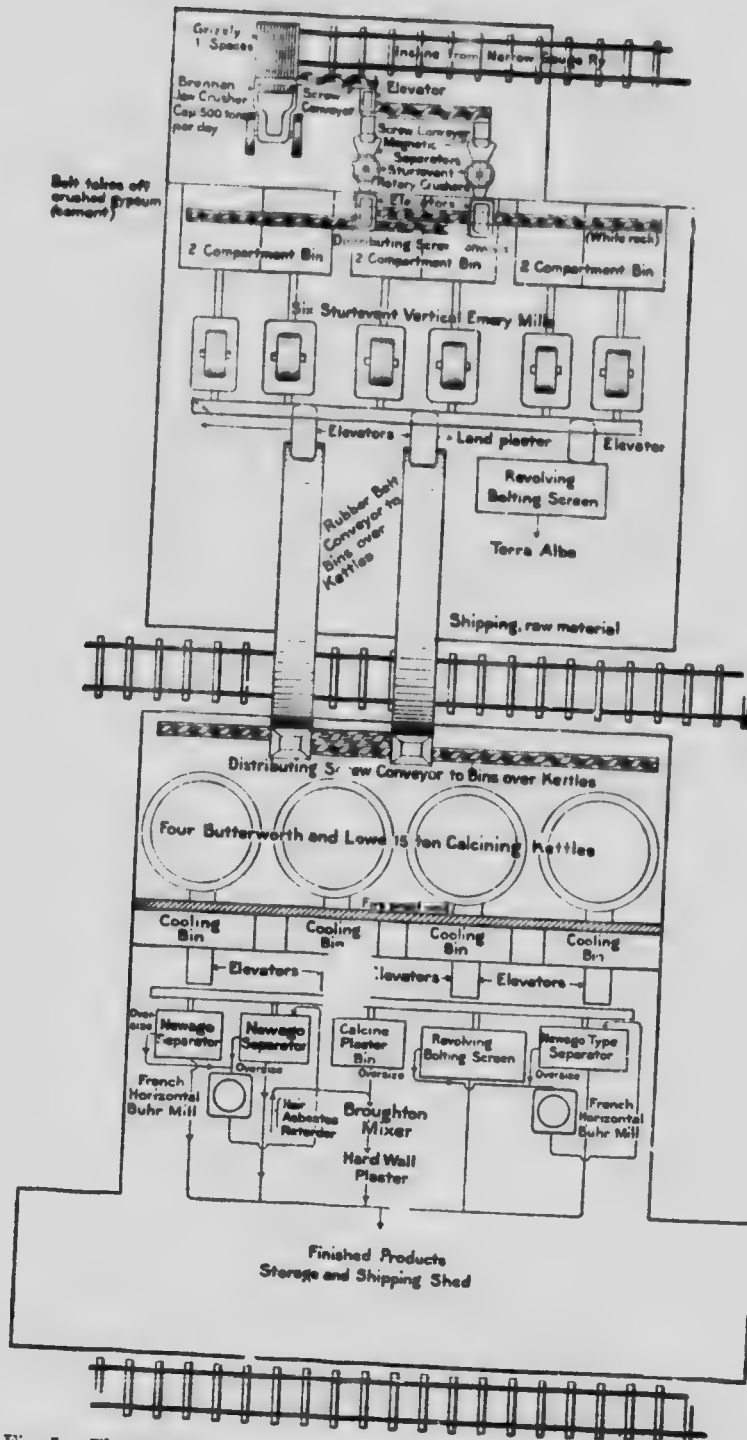 Grizzly
1" Spaces
Incline from Narrow Gauge Ry
Brennan
Jaw Crusher
Cap. 500 tons
per day
Screw
Conveyor
Elevator
Screw Conveyor
Magnetic
Separators
Sturtevant
Rotary Crushers
Elevators
Belt takes off
crushed gypsum
(cement)
Distributing Screw
(White rock)
2 Compartment Bin
2 Compartment Bin
2 Compartment Bin
Six Sturtevent Vertical Emery Mills
Elevators
Land plaster
Elevator
Rubber Belt
Conveyor to
Bins over
Kettles
Revolving
Bolting Screen
Terra Alba
Shipping, raw material
Distributing Screw Conveyor to Bins over Kettles
Four Butterworth and Lowe 15 ton Calcining Kettles
Cooling
Bin
Cooling
Bin
Cooling
Bin
Cooling
Bin
Elevators
Elevators
Elevators
Over
size
Newago
Separator
Newago
Separator
Calcine
Plaster
Bin
Revolving
Bolting Screen
Newago Type
Separator
Oversize
Oversize
Oversize
French
Horizontal
Buhr Mill
Hair
Asbestos
Retarder
Broughton
Mixer
French
Horizontal
Buhr Mill
Hard Wall
Plaster
Finished Products
Storage and Shipping Shed